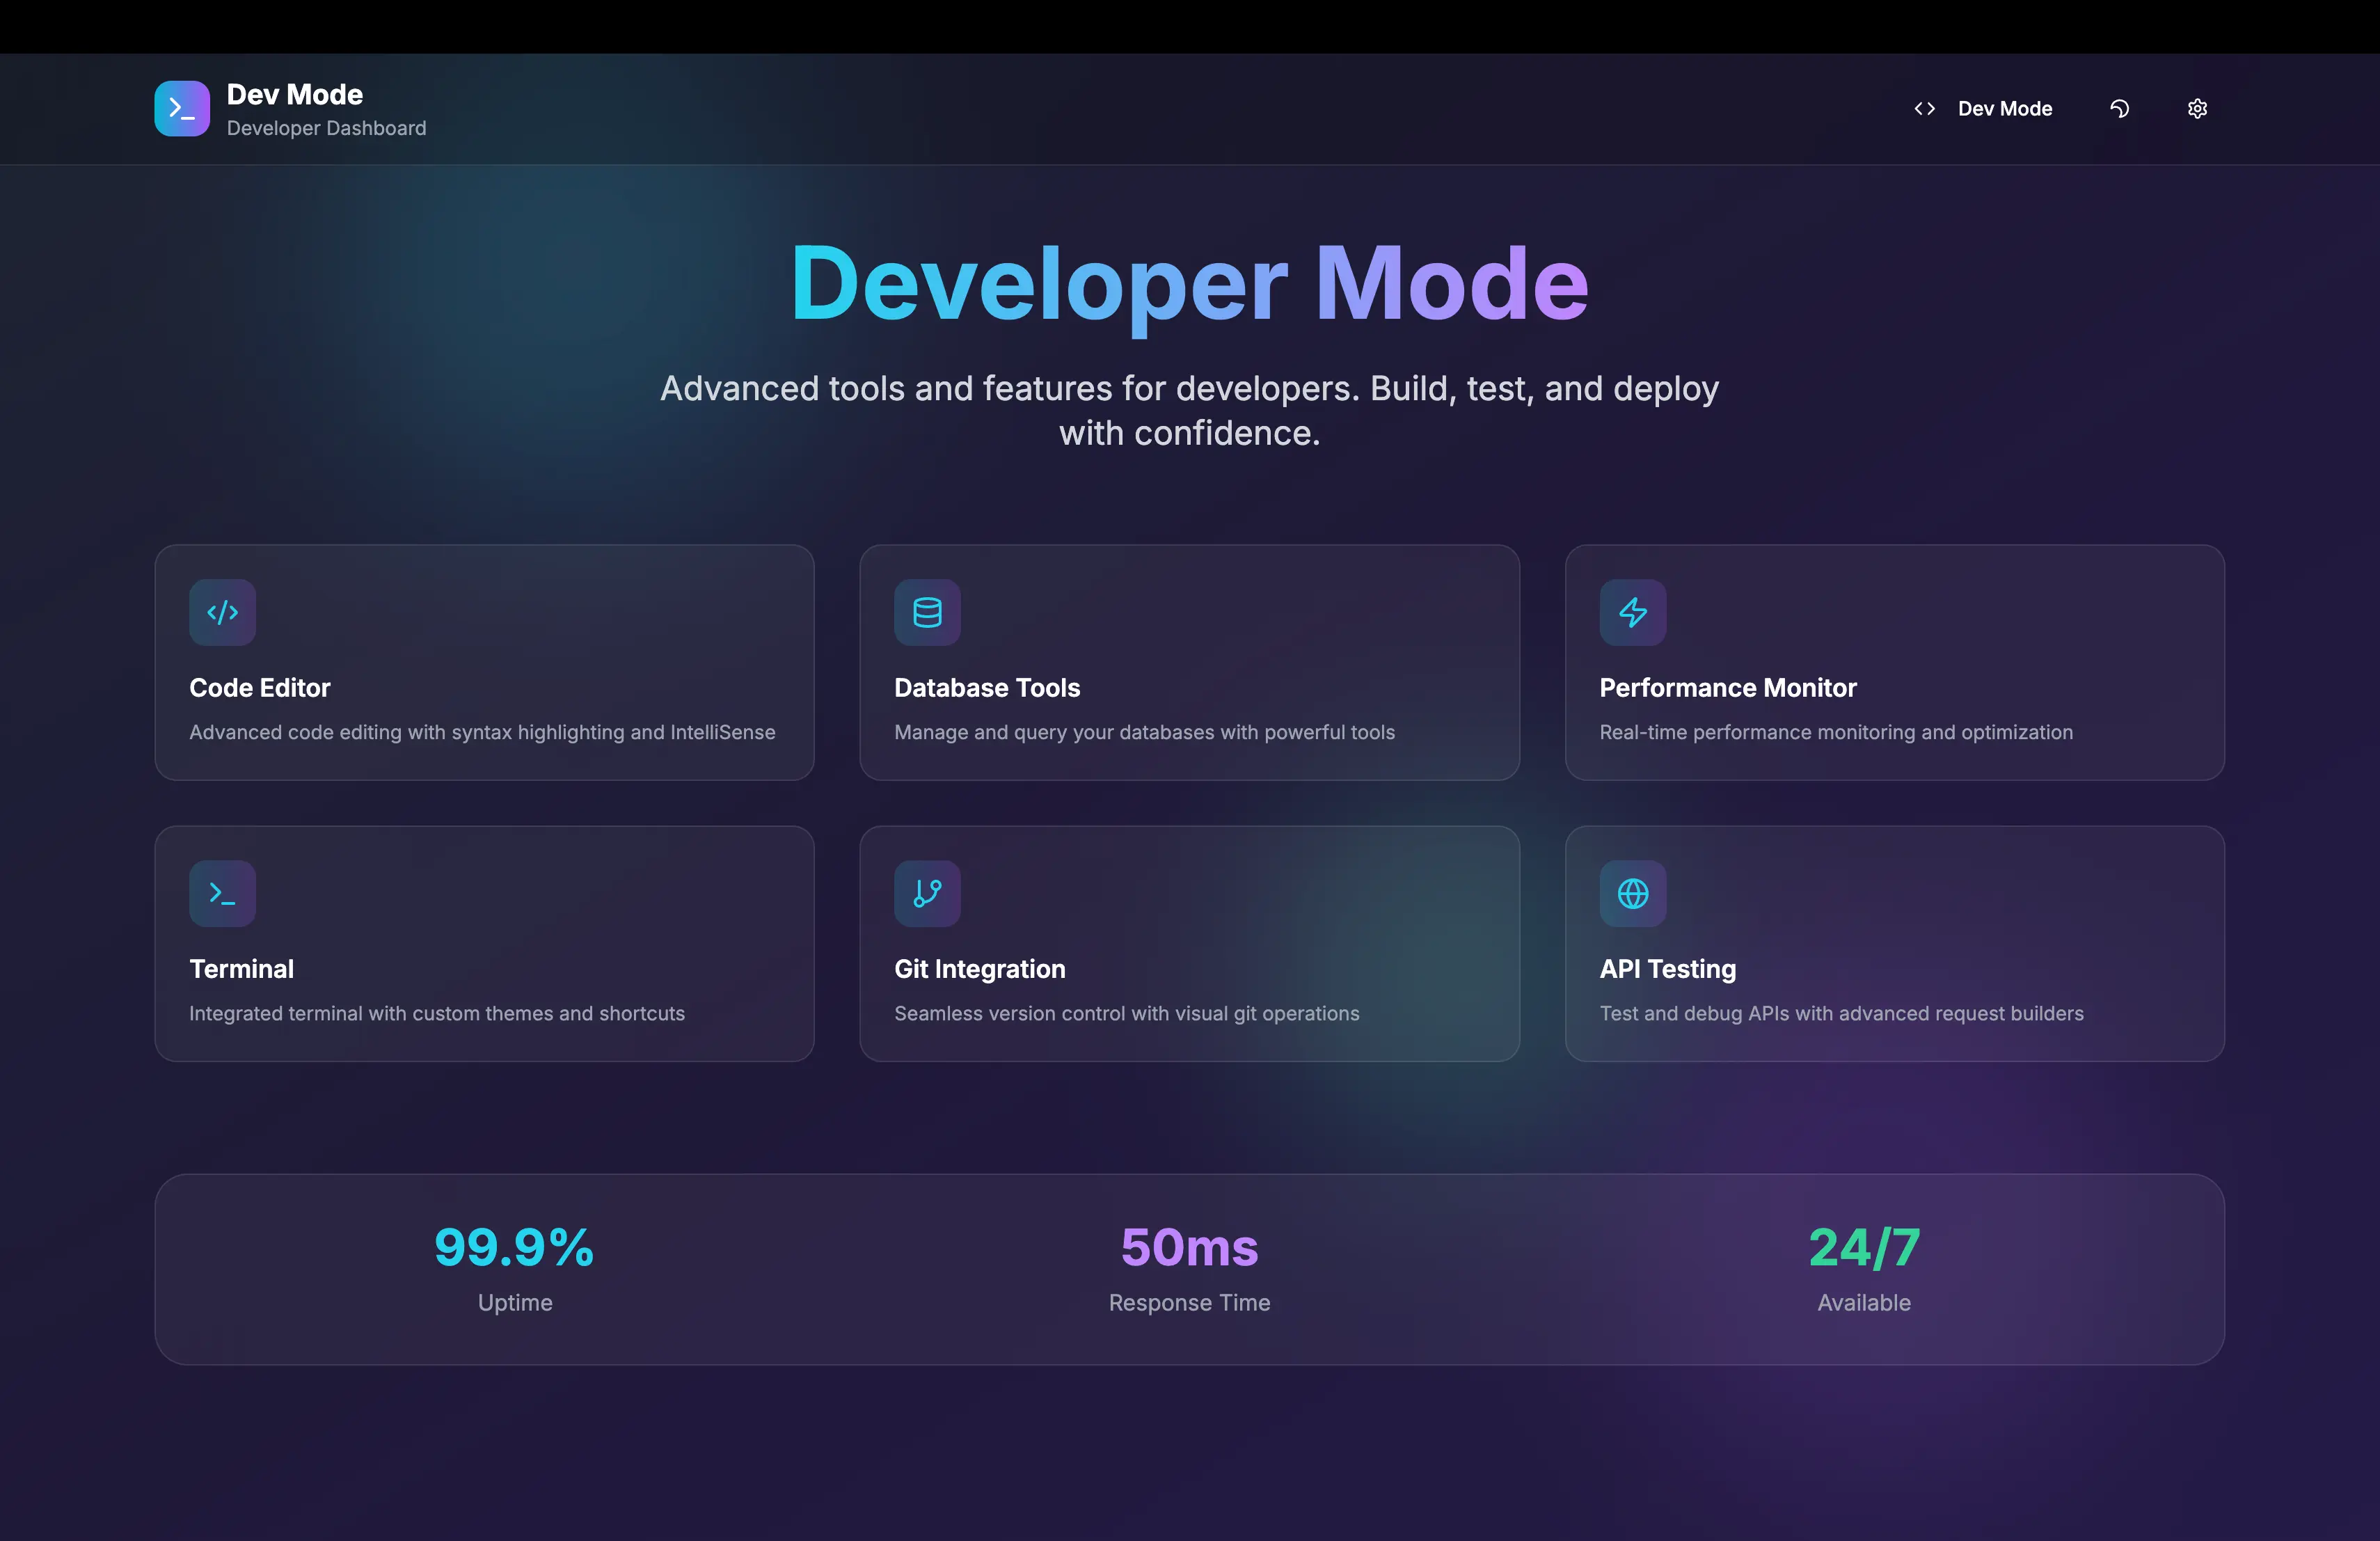 Dev Mode
Developer Dashboard
Dev Mode
Developer Mode
Advanced tools and features for developers. Build, test, and deploy
with confidence.
Code Editor
Advanced code editing with syntax highlighting and IntelliSense
Database Tools
Manage and query your databases with powerful tools
Performance Monitor
Real-time performance monitoring and optimization
Terminal
Integrated terminal with custom themes and shortcuts
Git Integration
Seamless version control with visual git operations
API Testing
Test and debug APIs with advanced request builders
99.9%
Uptime
50ms
Response Time
24/7
Available